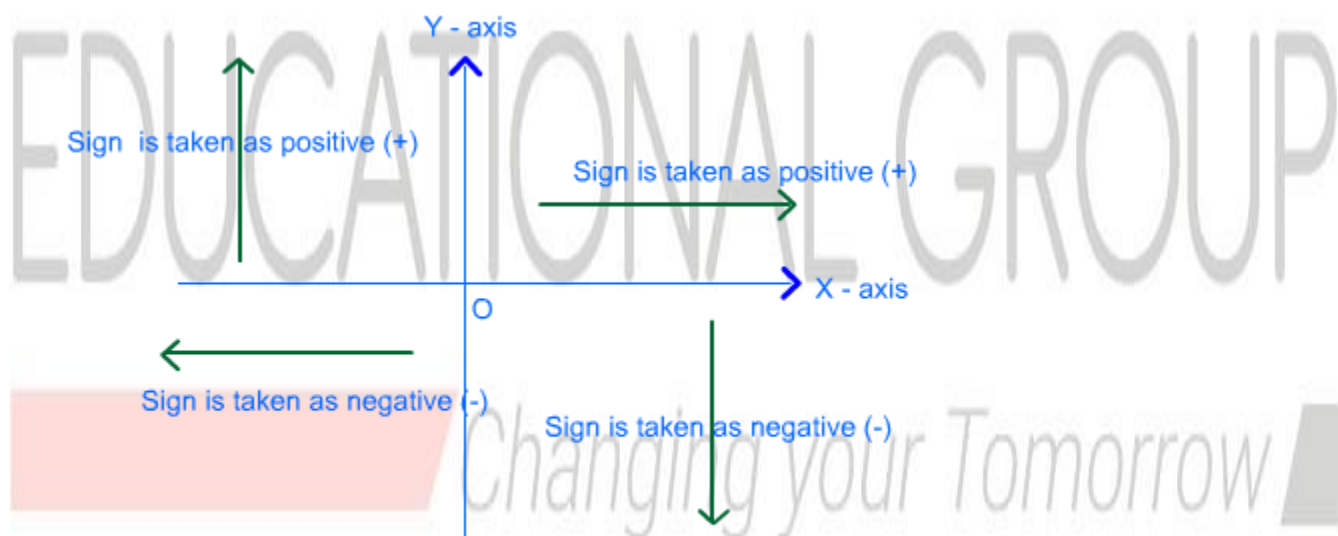 EDUCATIONAL GROUP
Y - axis
Sign is taken as positive (+)
Sign is taken as positive (+)
X - axis
O
Sign is taken as negative (-)
Sign is taken as negative (-)
Changing your Tomorrow